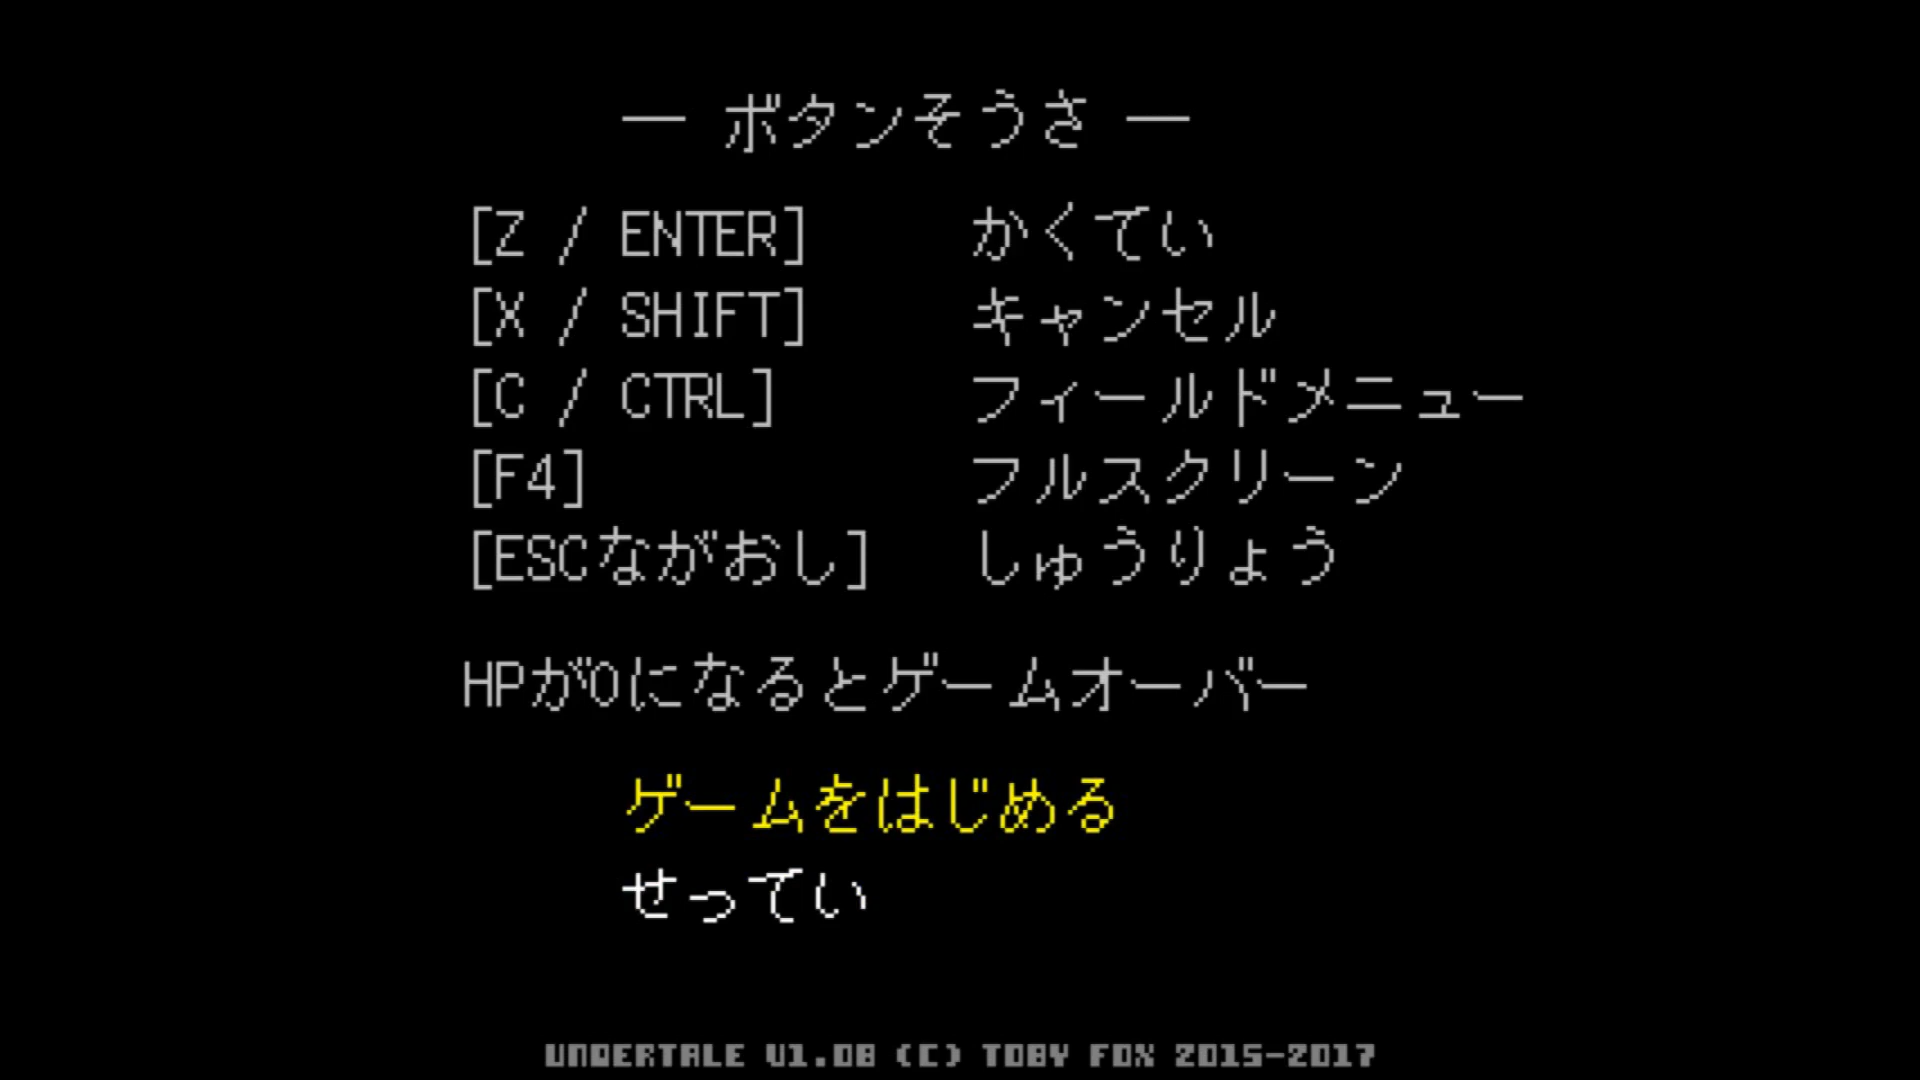 ― ボタンそうさ ―
[Z / ENTER] かくてい
[X / SHIFT] キャンセル
[C / CTRL] フィールドメニュー
[F4] フルスクリーン
[ESCながおし] しゅうりょう
HPが0になるとゲームオーバー
ゲームをはじめる
せってい
UNDERTALE V1.08 (C) TOBY FOX 2015-2017